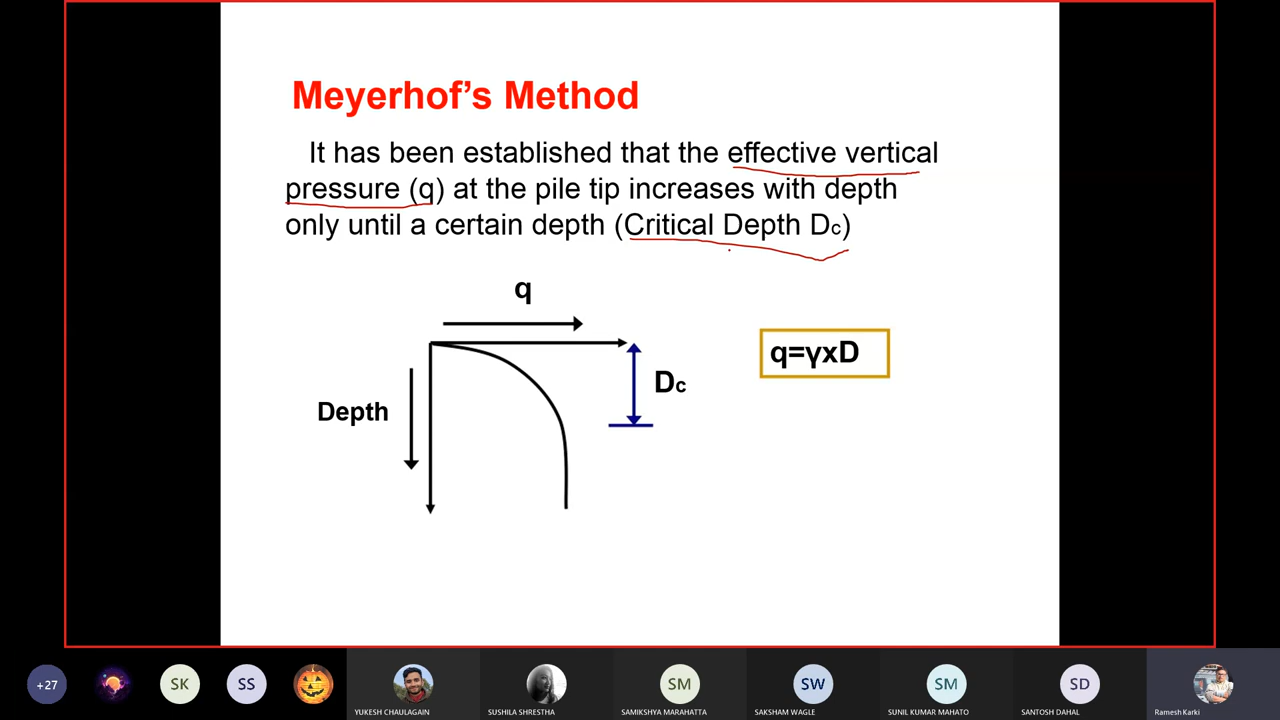 Meyerhof’s Method
It has been established that the effective vertical
pressure (q) at the pile tip increases with depth
only until a certain depth (Critical Depth Dc)
q
q=γxD
Dc
Depth
+27
SK
SS
SM
SW
SM
SD
YUKESH CHAULAGAIN
SUSHILA SHRESTHA
SAMIKSHYA MARAHATTA
SAKSHAM WAGLE
SUNIL KUMAR MAHATO
SANTOSH DAHAL
Ramesh Karki